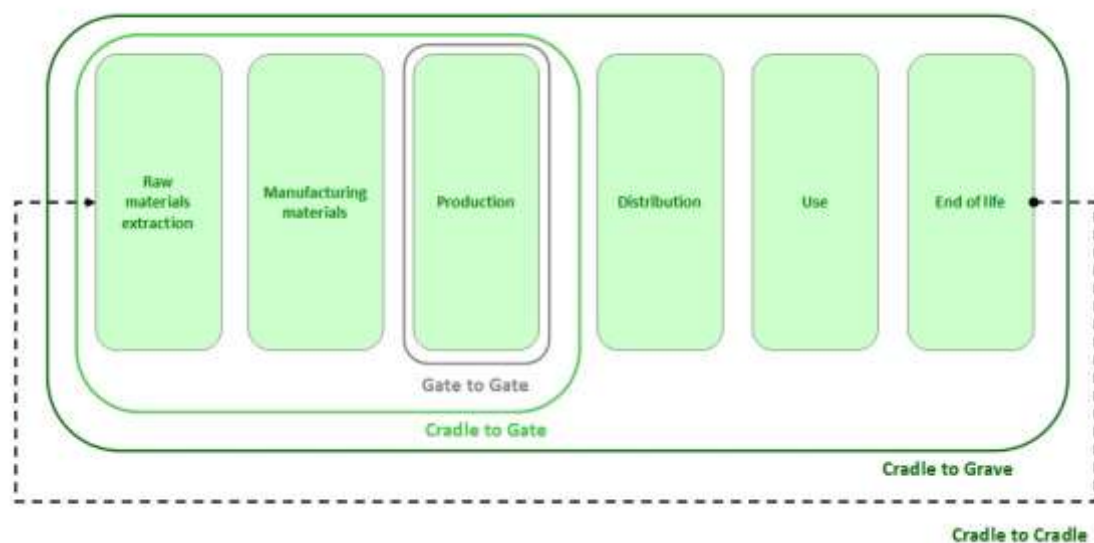 Raw
materials
extraction
Manufacturing
materials
Production
Distribution
Use
End of life
Gate to Gate
Cradle to Gate
Cradle to Grave
Cradle to Cradle